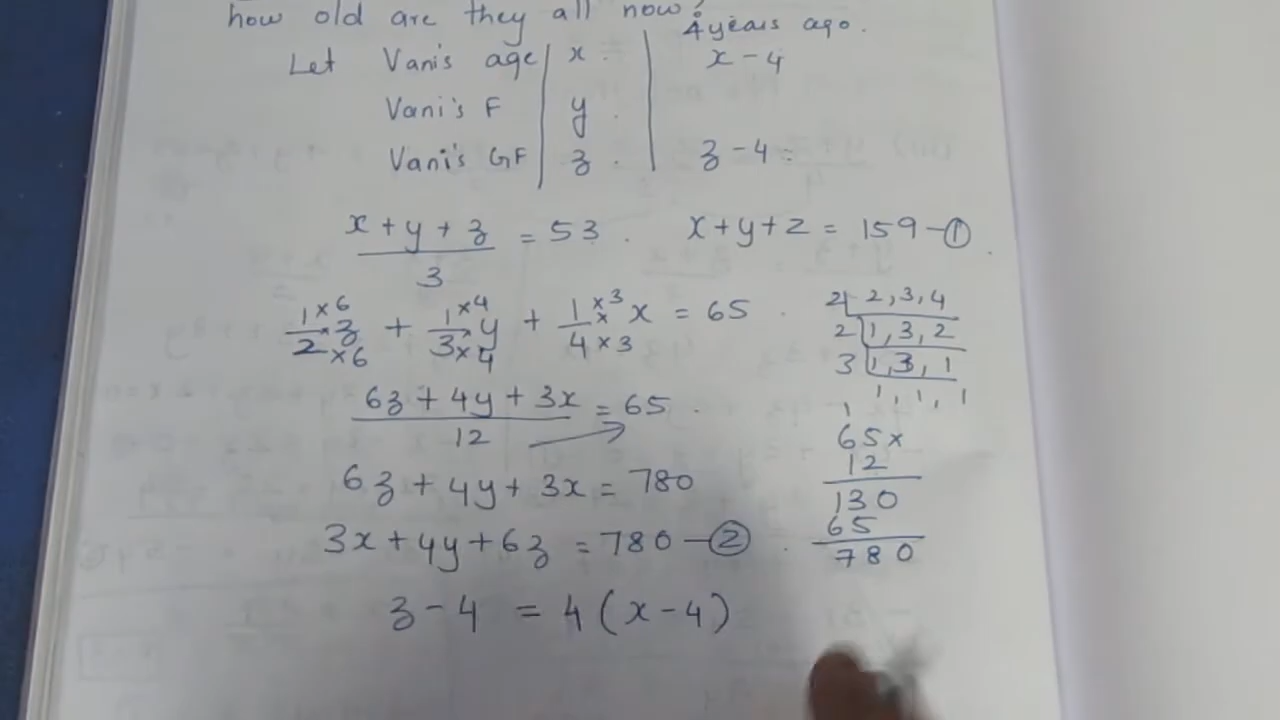 how old are they all now?
4 years ago.
Let Vani's age x x - 4
Vani's F y
Vani's GF z z - 4
x + y + z / 3 = 53 . x + y + z = 159 - ①
1×6 / 2×6 z + 1×4 / 3×4 y + 1×3 / 4×3 x = 65
6z + 4y + 3x / 12 = 65
6z + 4y + 3x = 780
3x + 4y + 6z = 780 - ②
z - 4 = 4 (x - 4)
2 | 2, 3, 4
2 | 1, 3, 2
3 | 1, 3, 1
1, 1, 1
65 ×
12
130
65
780